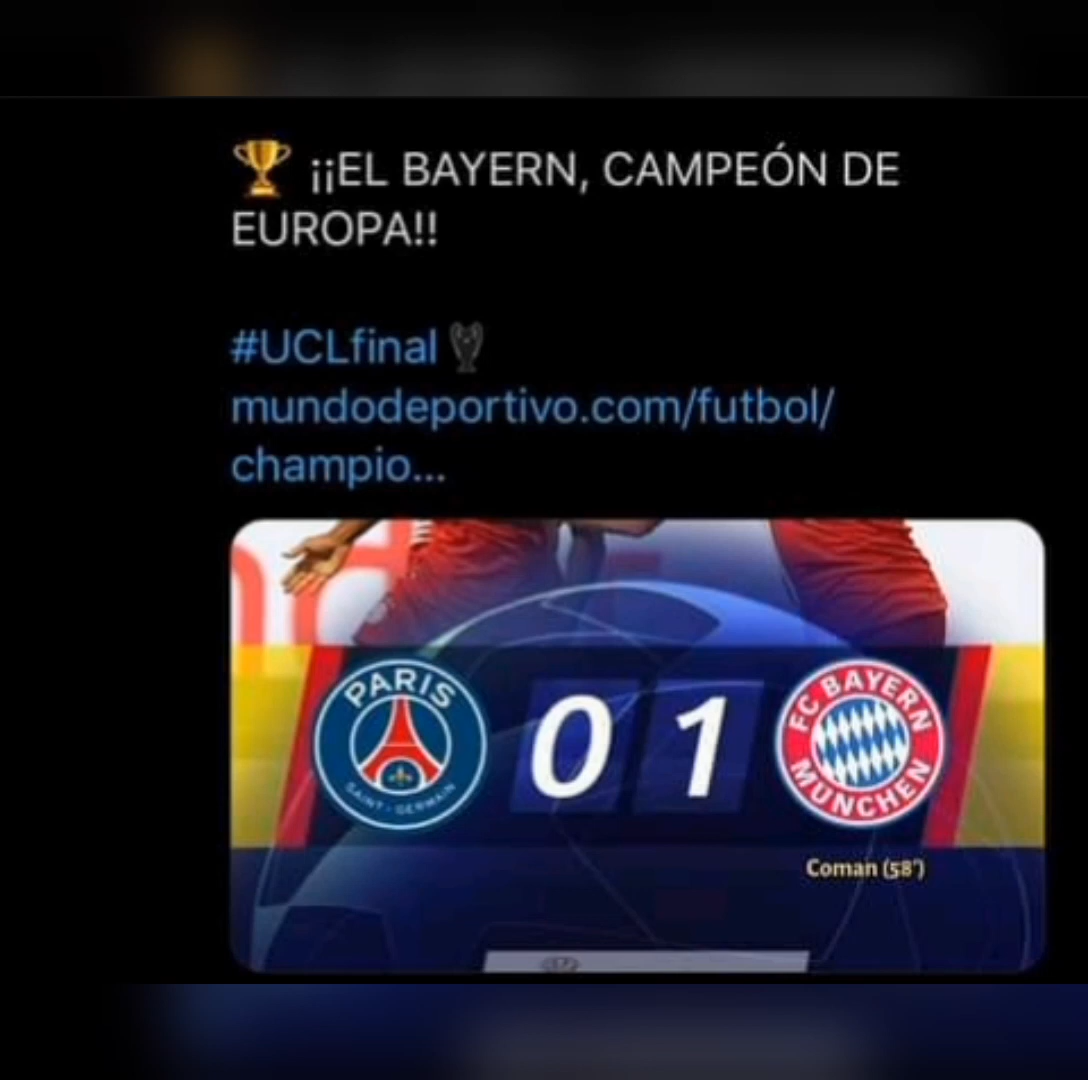 🏆 ¡¡EL BAYERN, CAMPEÓN DE
EUROPA!!
#UCLfinal
mundodeportivo.com/futbol/
champio...
PARIS
SAINT-GERMAIN
0 1
FC BAYERN
MÜNCHEN
Coman (58')